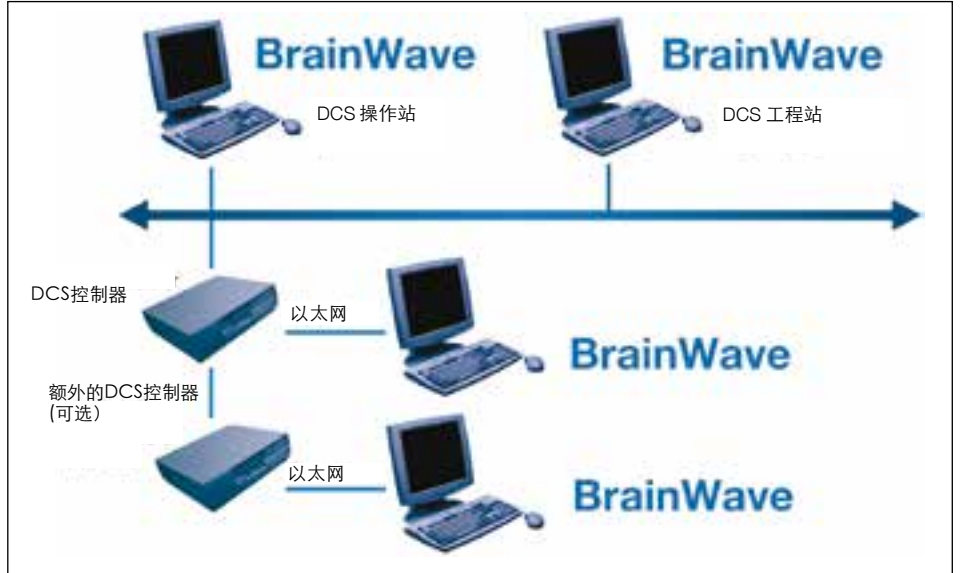 BrainWave
DCS 操作站
BrainWave
DCS 工程站
DCS控制器
以太网
BrainWave
额外的DCS控制器
(可选）
以太网
BrainWave